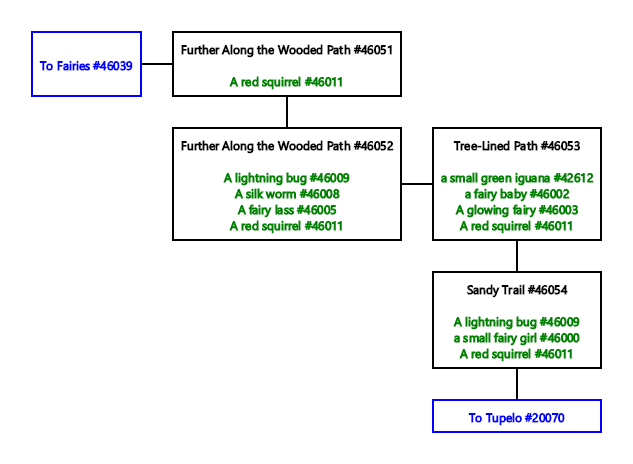 To Fairies #46039
Further Along the Wooded Path #46051
A red squirrel #46011
Further Along the Wooded Path #46052
A lightning bug #46009
A silk worm #46008
A fairy lass #46005
A red squirrel #46011
Tree-Lined Path #46053
a small green iguana #42612
a fairy baby #46002
A glowing fairy #46003
A red squirrel #46011
Sandy Trail #46054
A lightning bug #46009
a small fairy girl #46000
A red squirrel #46011
To Tupelo #20070